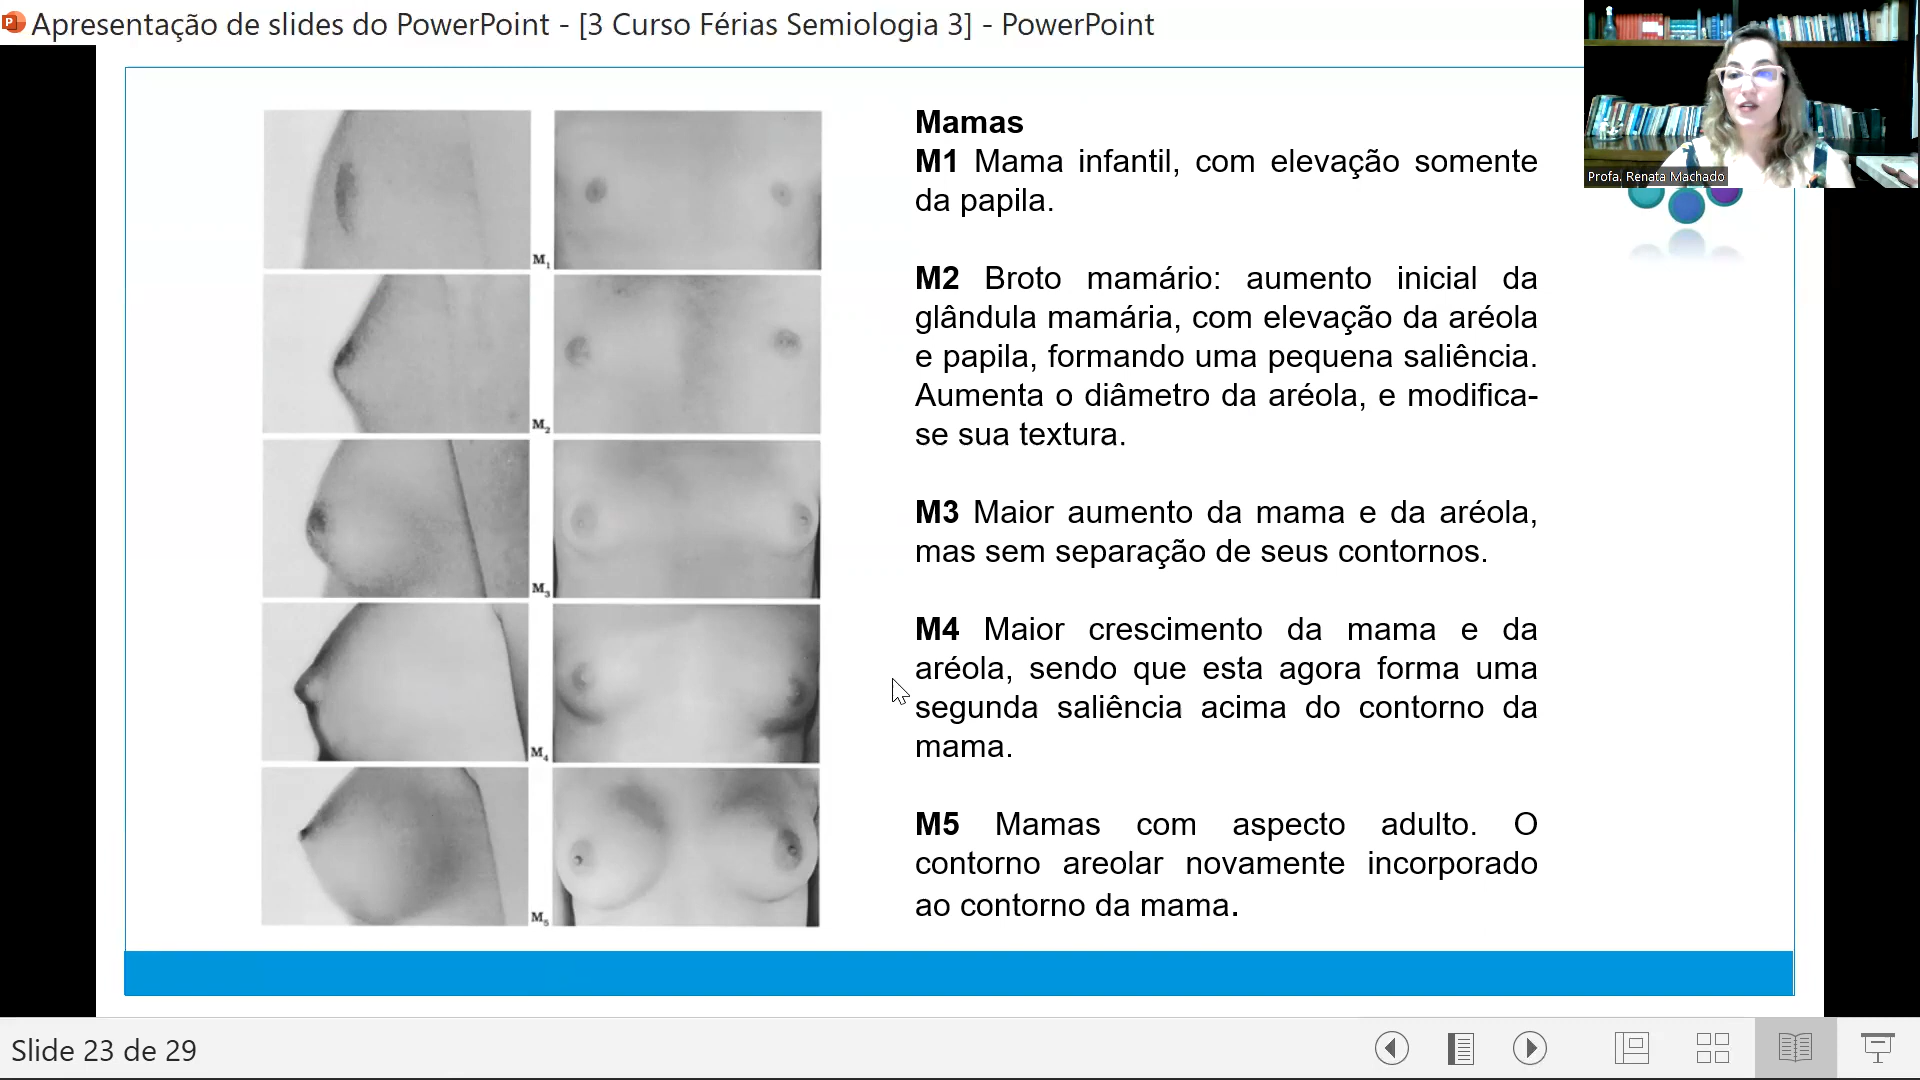 Apresentação de slides do PowerPoint - [3 Curso Férias Semiologia 3] - PowerPoint
Profa. Renata Machado
Mamas
M1 Mama infantil, com elevação somente
da papila.
M2 Broto mamário: aumento inicial da
glândula mamária, com elevação da aréola
e papila, formando uma pequena saliência.
Aumenta o diâmetro da aréola, e modifica-
se sua textura.
M3 Maior aumento da mama e da aréola,
mas sem separação de seus contornos.
M4 Maior crescimento da mama e da
aréola, sendo que esta agora forma uma
segunda saliência acima do contorno da
mama.
M5 Mamas com aspecto adulto. O
contorno areolar novamente incorporado
ao contorno da mama.
M1
M2
M3
M4
M5
Slide 23 de 29